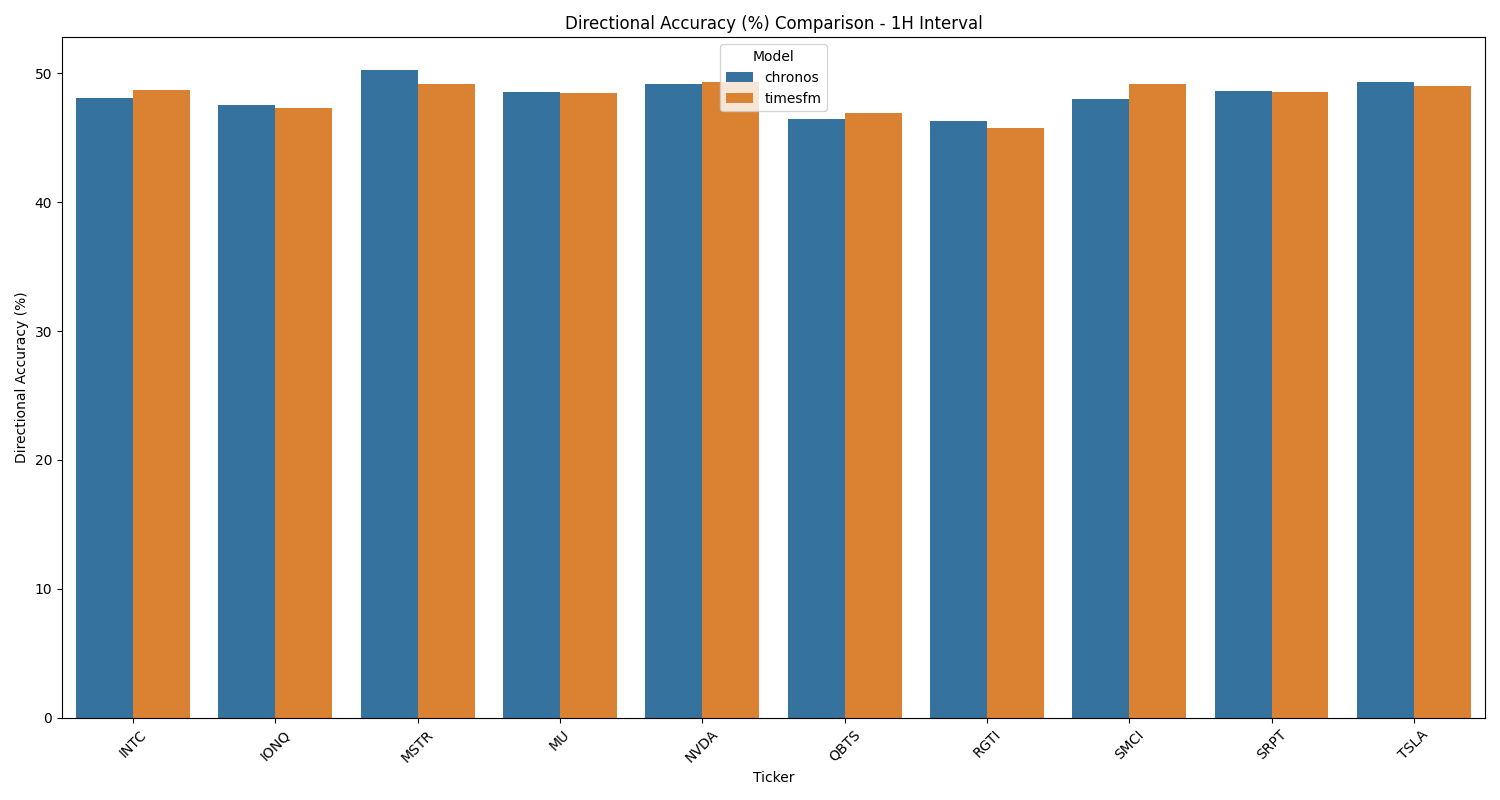 Directional Accuracy (%) Comparison - 1H Interval
Model
chronos
timesfm
Directional Accuracy (%)
50
40
30
20
10
0
INTC
IONQ
MSTR
MU
NVDA
QBTS
RGTI
SMCI
SRPT
TSLA
Ticker